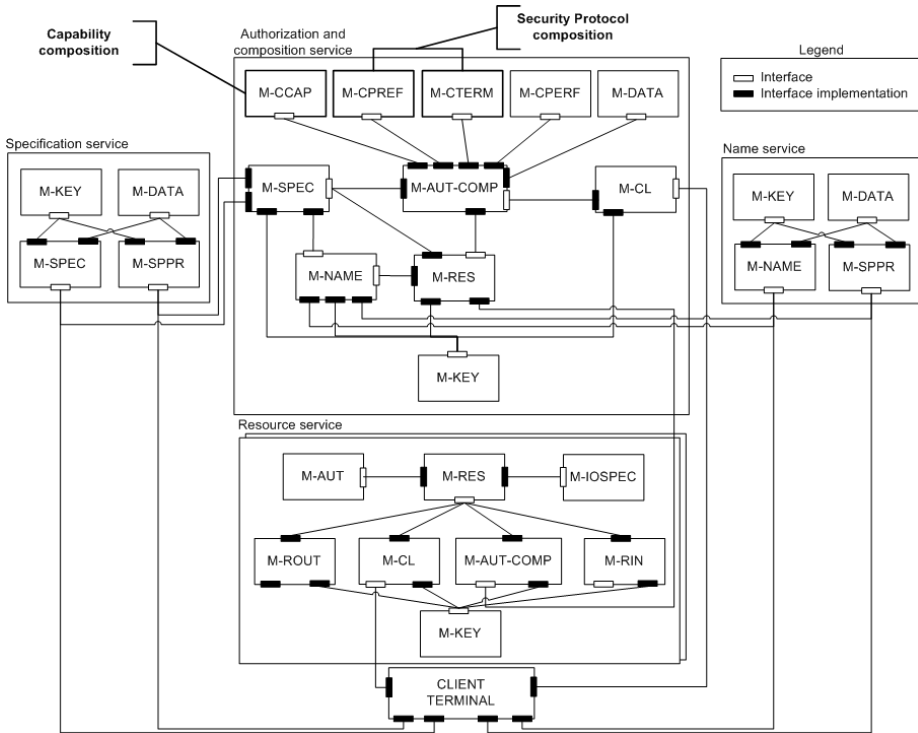 Capability
composition
Authorization and
composition service
Security Protocol
composition
Legend
Interface
Interface implementation
M-CCAP
M-CPREF
M-CTERM
M-CPERF
M-DATA
Specification service
M-KEY
M-DATA
M-SPEC
M-SPPR
M-SPEC
M-AUT-COMP
M-CL
M-NAME
M-RES
M-KEY
Name service
M-KEY
M-DATA
M-NAME
M-SPPR
Resource service
M-AUT
M-RES
M-IOSPEC
M-ROUT
M-CL
M-AUT-COMP
M-RIN
M-KEY
CLIENT
TERMINAL